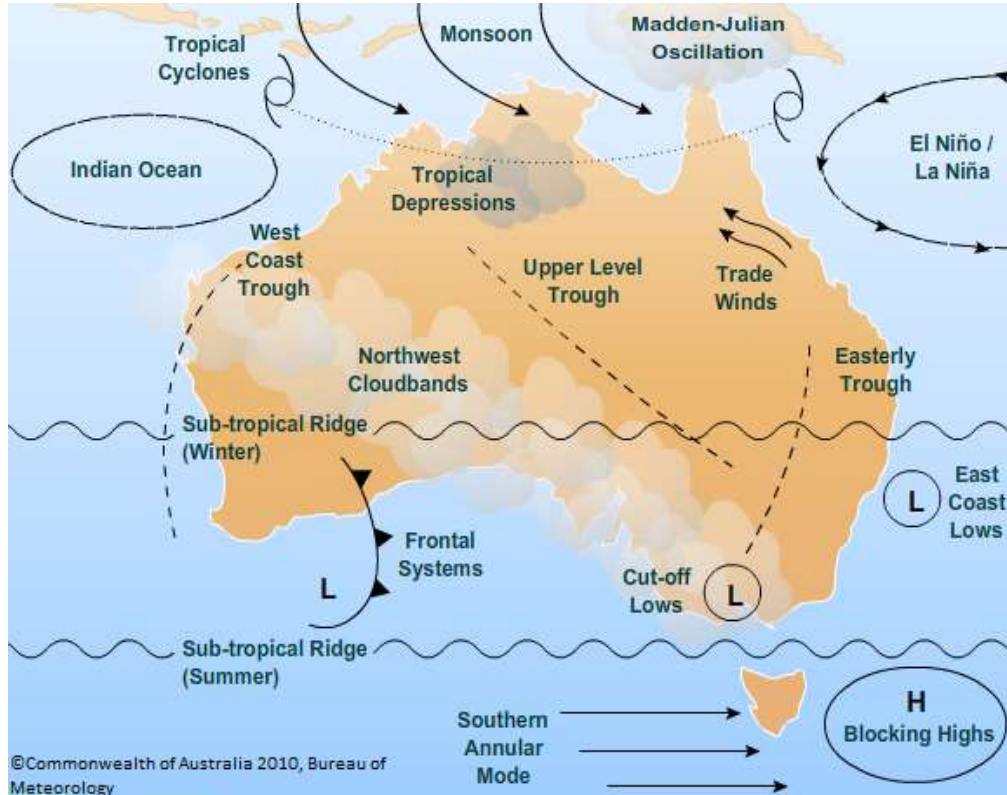 Tropical
Cyclones
Monsoon
Madden-Julian
Oscillation
Indian Ocean
El Niño /
La Niña
Tropical
Depressions
West
Coast
Trough
Upper Level
Trough
Trade
Winds
Northwest
Cloudbands
Easterly
Trough
Sub-tropical Ridge
(Winter)
L
East
Coast
Lows
Frontal
Systems
L
Cut-off
Lows
L
Sub-tropical Ridge
(Summer)
H
Blocking Highs
Southern
Annular
Mode
©Commonwealth of Australia 2010, Bureau of
Meteorology